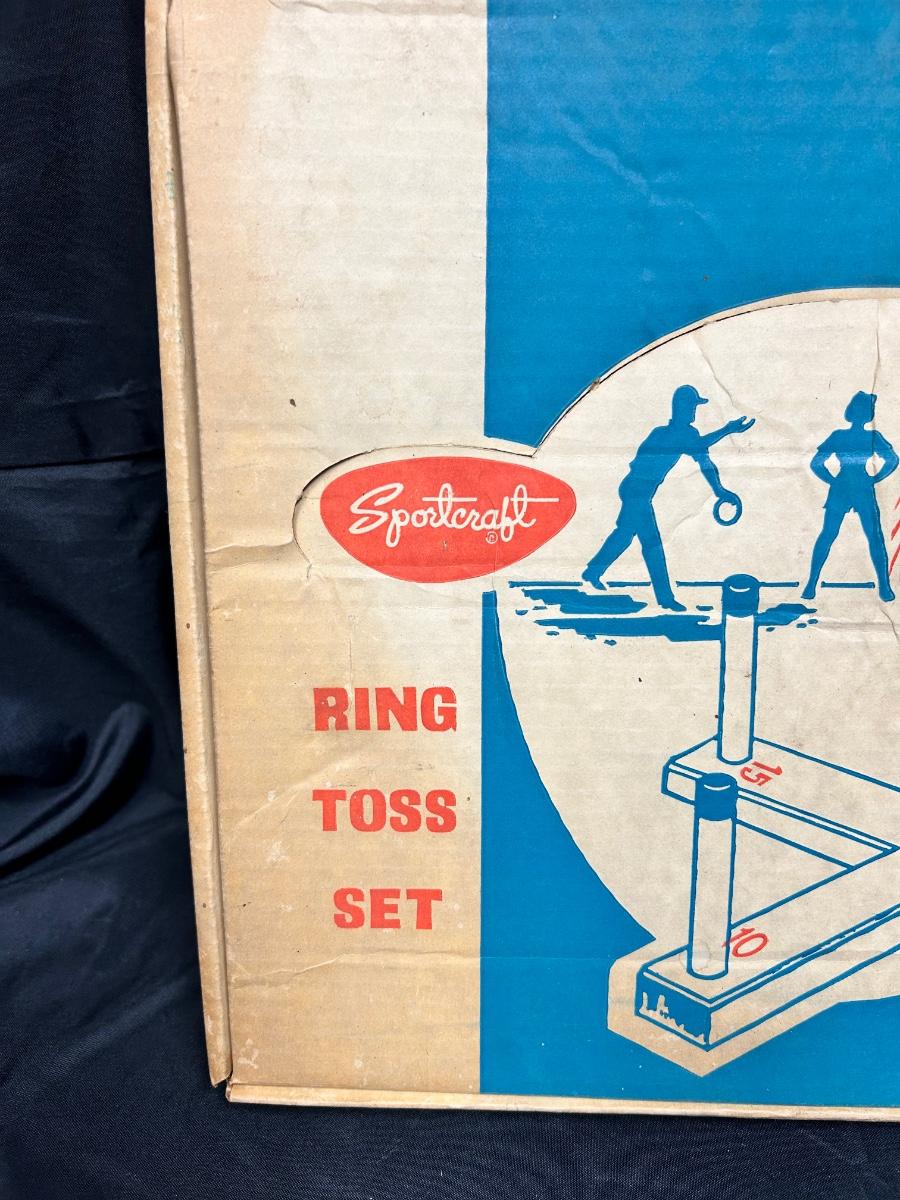 Sportcraft®
RING
TOSS
SET
15
10